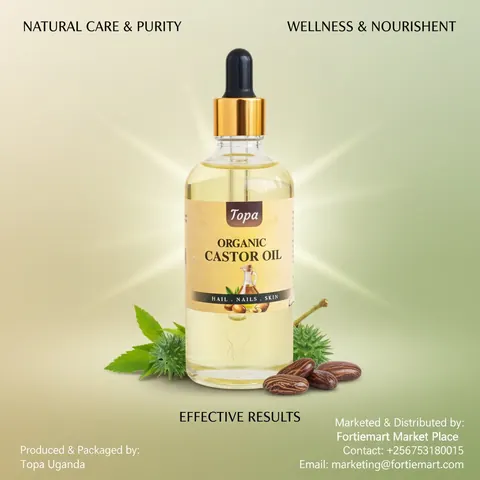 NATURAL CARE & PURITY
WELLNESS & NOURISHENT
Topa
ORGANIC
CASTOR OIL
HAIL . NAILS . SKIN
EFFECTIVE RESULTS
Produced & Packaged by:
Topa Uganda
Marketed & Distributed by:
Fortiemart Market Place
Contact: +256753180015
Email: marketing@fortiemart.com